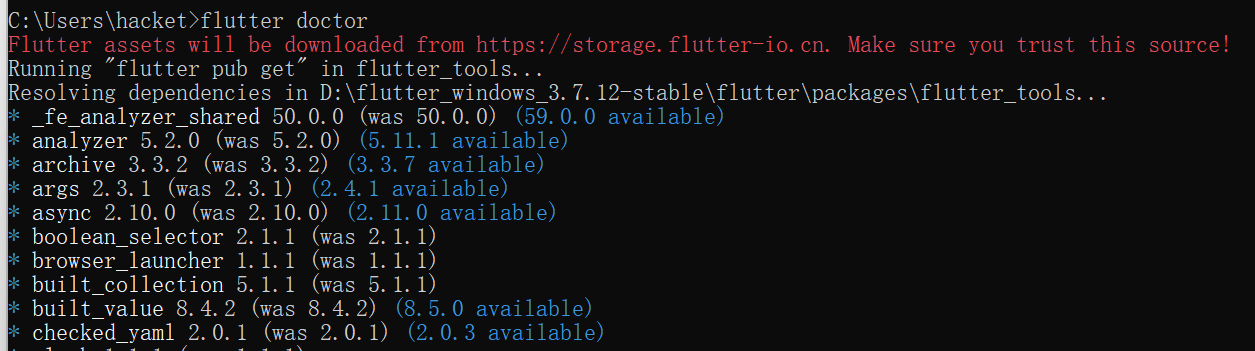 C:\Users\hacket>flutter doctor
Flutter assets will be downloaded from https://storage.flutter-io.cn. Make sure you trust this source!
Running "flutter pub get" in flutter_tools...
Resolving dependencies in D:\flutter_windows_3.7.12-stable\flutter\packages\flutter_tools...
* _fe_analyzer_shared 50.0.0 (was 50.0.0) (59.0.0 available)
* analyzer 5.2.0 (was 5.2.0) (5.11.1 available)
* archive 3.3.2 (was 3.3.2) (3.3.7 available)
* args 2.3.1 (was 2.3.1) (2.4.1 available)
* async 2.10.0 (was 2.10.0) (2.11.0 available)
* boolean_selector 2.1.1 (was 2.1.1)
* browser_launcher 1.1.1 (was 1.1.1)
* built_collection 5.1.1 (was 5.1.1)
* built_value 8.4.2 (was 8.4.2) (8.5.0 available)
* checked_yaml 2.0.1 (was 2.0.1) (2.0.3 available)